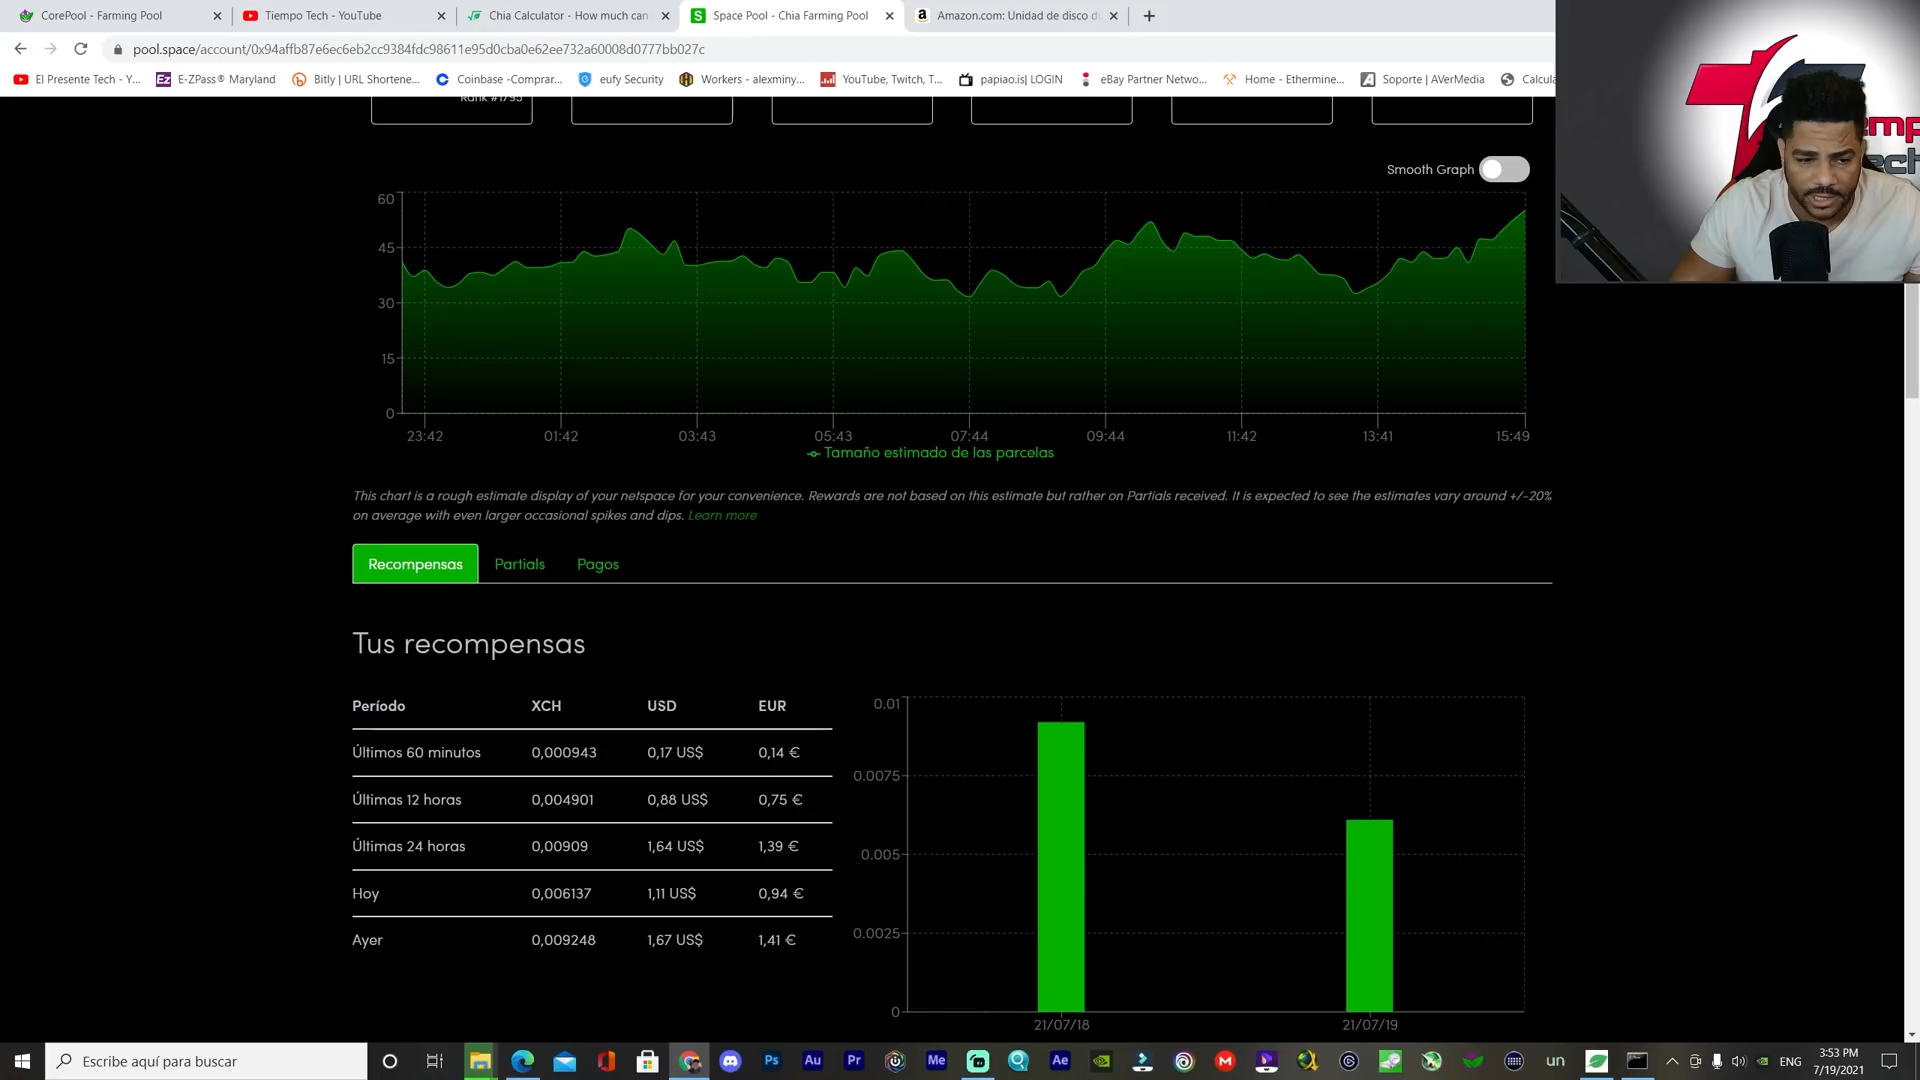 CorePool - Farming Pool
Tiempo Tech - YouTube
Chia Calculator - How much can
Space Pool - Chia Farming Pool
Amazon.com: Unidad de disco d
pool.space/account/0x94affb87e6ec6eb2cc9384fdc98611e95d0cba0e62ee732a60008d0777bb027c
El Presente Tech - Y...
E-ZPass® Maryland
Bitly | URL Shortene...
Coinbase -Comprar...
eufy Security
Workers - alexminy...
YouTube, Twitch, T...
papiao.is| LOGIN
eBay Partner Netwo...
Home - Ethermine...
Soporte | AVerMedia
Calcula
Rank #1795
Smooth Graph
60
45
30
15
0
23:42 01:42 03:43 05:43 07:44 09:44 11:42 13:41 15:49
Tamaño estimado de las parcelas
This chart is a rough estimate display of your netspace for your convenience. Rewards are not based on this estimate but rather on Partials received. It is expected to see the estimates vary around +/-20%
on average with even larger occasional spikes and dips. Learn more
Recompensas Partials Pagos
Tus recompensas
Período XCH USD EUR
Últimos 60 minutos 0,000943 0,17 US$ 0,14 €
Últimas 12 horas 0,004901 0,88 US$ 0,75 €
Últimas 24 horas 0,00909 1,64 US$ 1,39 €
Hoy 0,006137 1,11 US$ 0,94 €
Ayer 0,009248 1,67 US$ 1,41 €
0.01
0.0075
0.005
0.0025
0
21/07/18 21/07/19
Escribe aquí para buscar
Ps Au Pr Me Ae
un
ENG
3:53 PM
7/19/2021